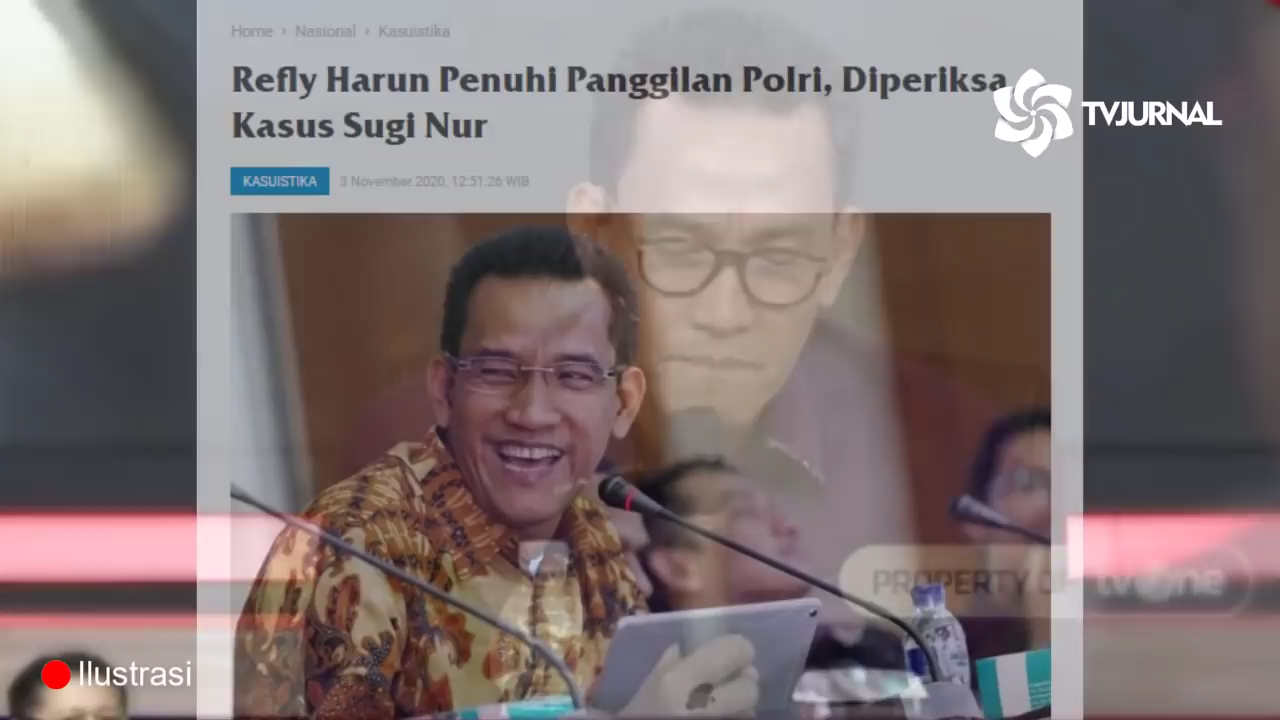 Home > Nasional > Kasuistika
Refly Harun Penuhi Panggilan Polri, Diperiksa
Kasus Sugi Nur
TVJURNAL
KASUISTIKA
3 November 2020, 12:51:26 WIB
PROPERTY OF tvOne
Ilustrasi